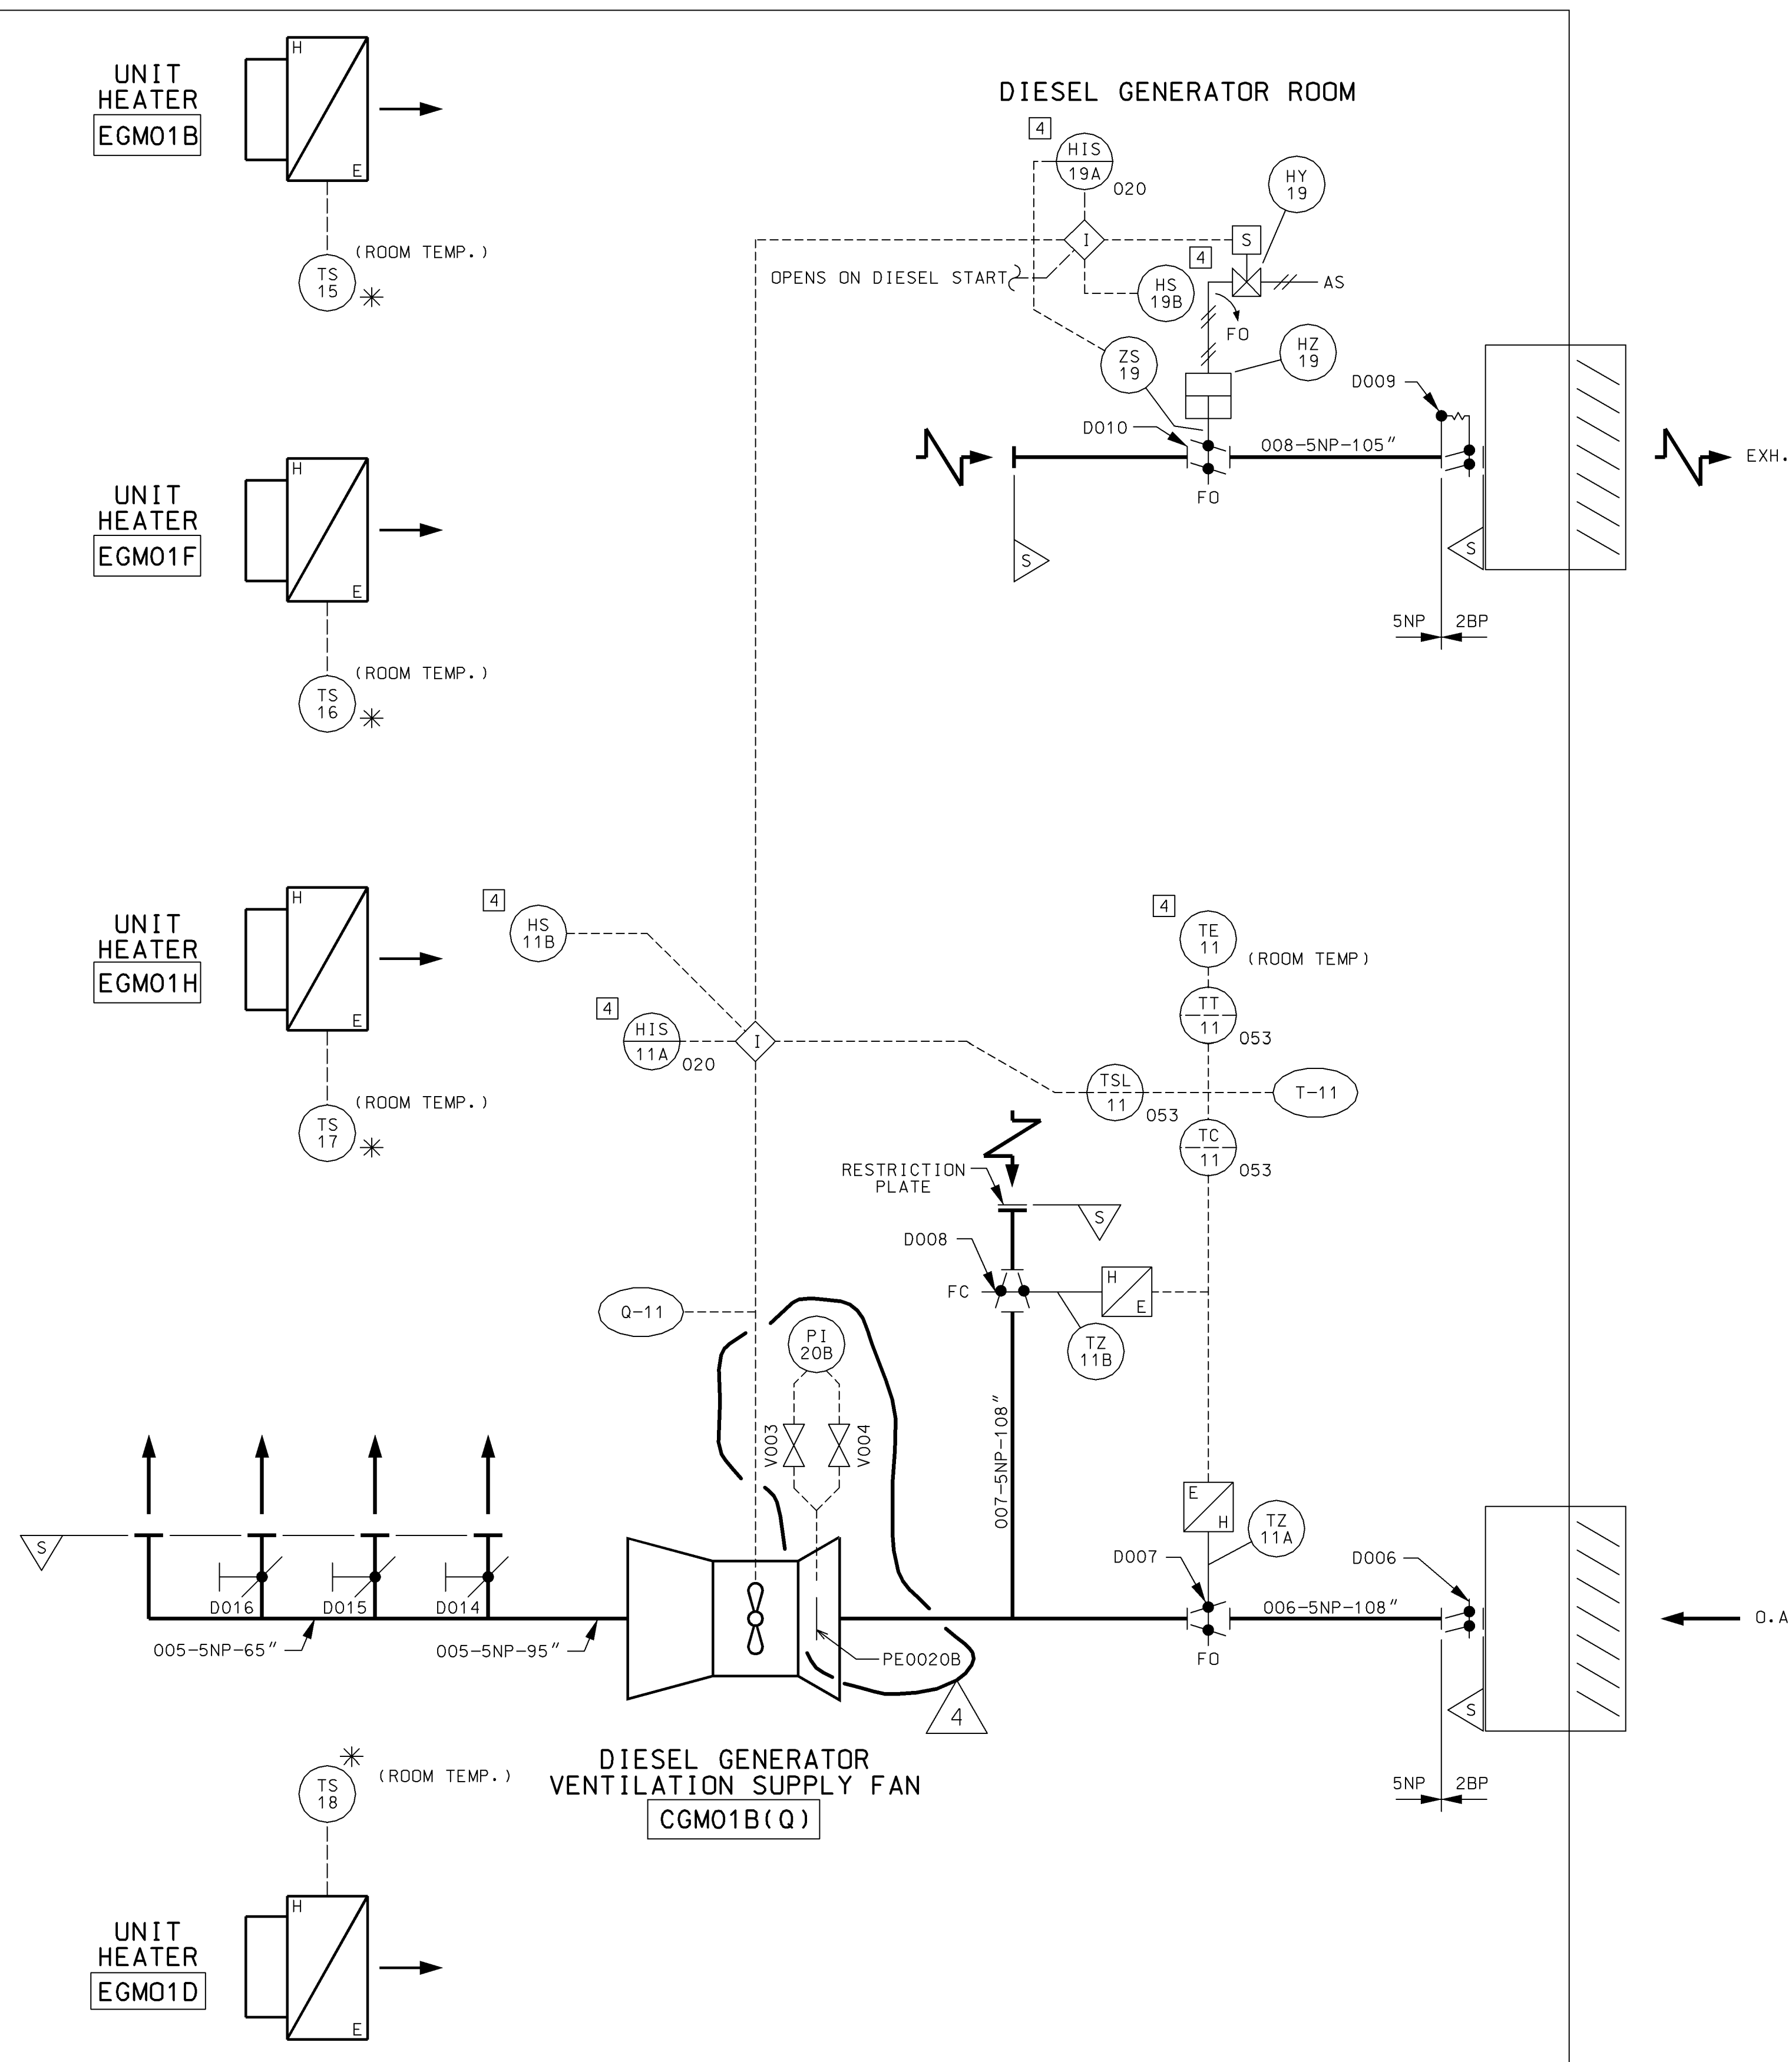 UNIT
HEATER
EGM01B
H
E
(ROOM TEMP.)
TS
15
DIESEL GENERATOR ROOM
4
HIS
19A
020
HY
19
I
S
4
OPENS ON DIESEL START
HS
19B
AS
FO
ZS
19
HZ
19
D009
D010
008-5NP-105"
EXH.
FO
S
S
5NP
2BP
UNIT
HEATER
EGM01F
H
E
(ROOM TEMP.)
TS
16
UNIT
HEATER
EGM01H
H
E
(ROOM TEMP.)
TS
17
4
HS
11B
4
HIS
11A
020
I
4
TE
11
(ROOM TEMP)
TT
11
053
TSL
11
053
T-11
TC
11
053
RESTRICTION
PLATE
S
D008
FC
H
E
TZ
11B
Q-11
PI
20B
V003
V004
007-5NP-108"
E
H
TZ
11A
D007
D006
006-5NP-108"
O.A
FO
S
5NP
2BP
S
D016
D015
D014
005-5NP-65"
005-5NP-95"
PE0020B
4
DIESEL GENERATOR
VENTILATION SUPPLY FAN
CGM01B(Q)
(ROOM TEMP.)
TS
18
UNIT
HEATER
EGM01D
H
E